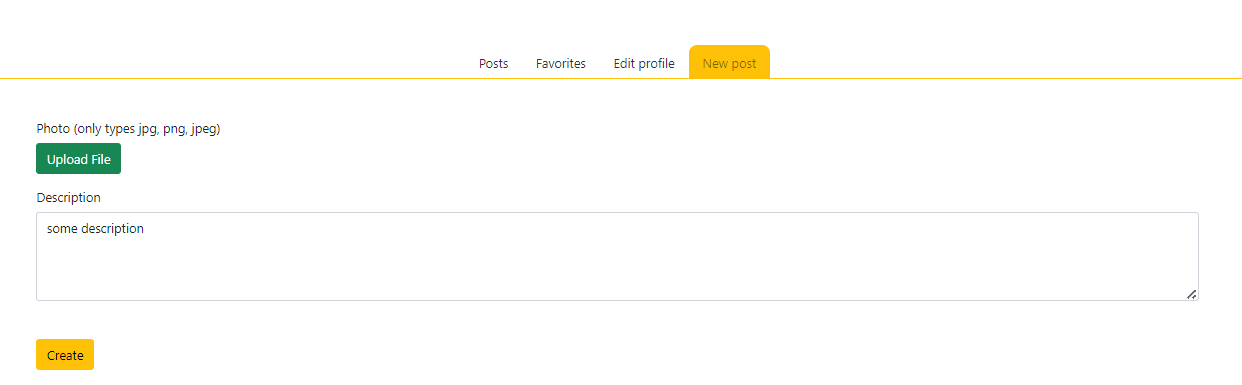 Posts Favorites Edit profile New post
Photo (only types jpg, png, jpeg)
Upload File
Description
some description
Create